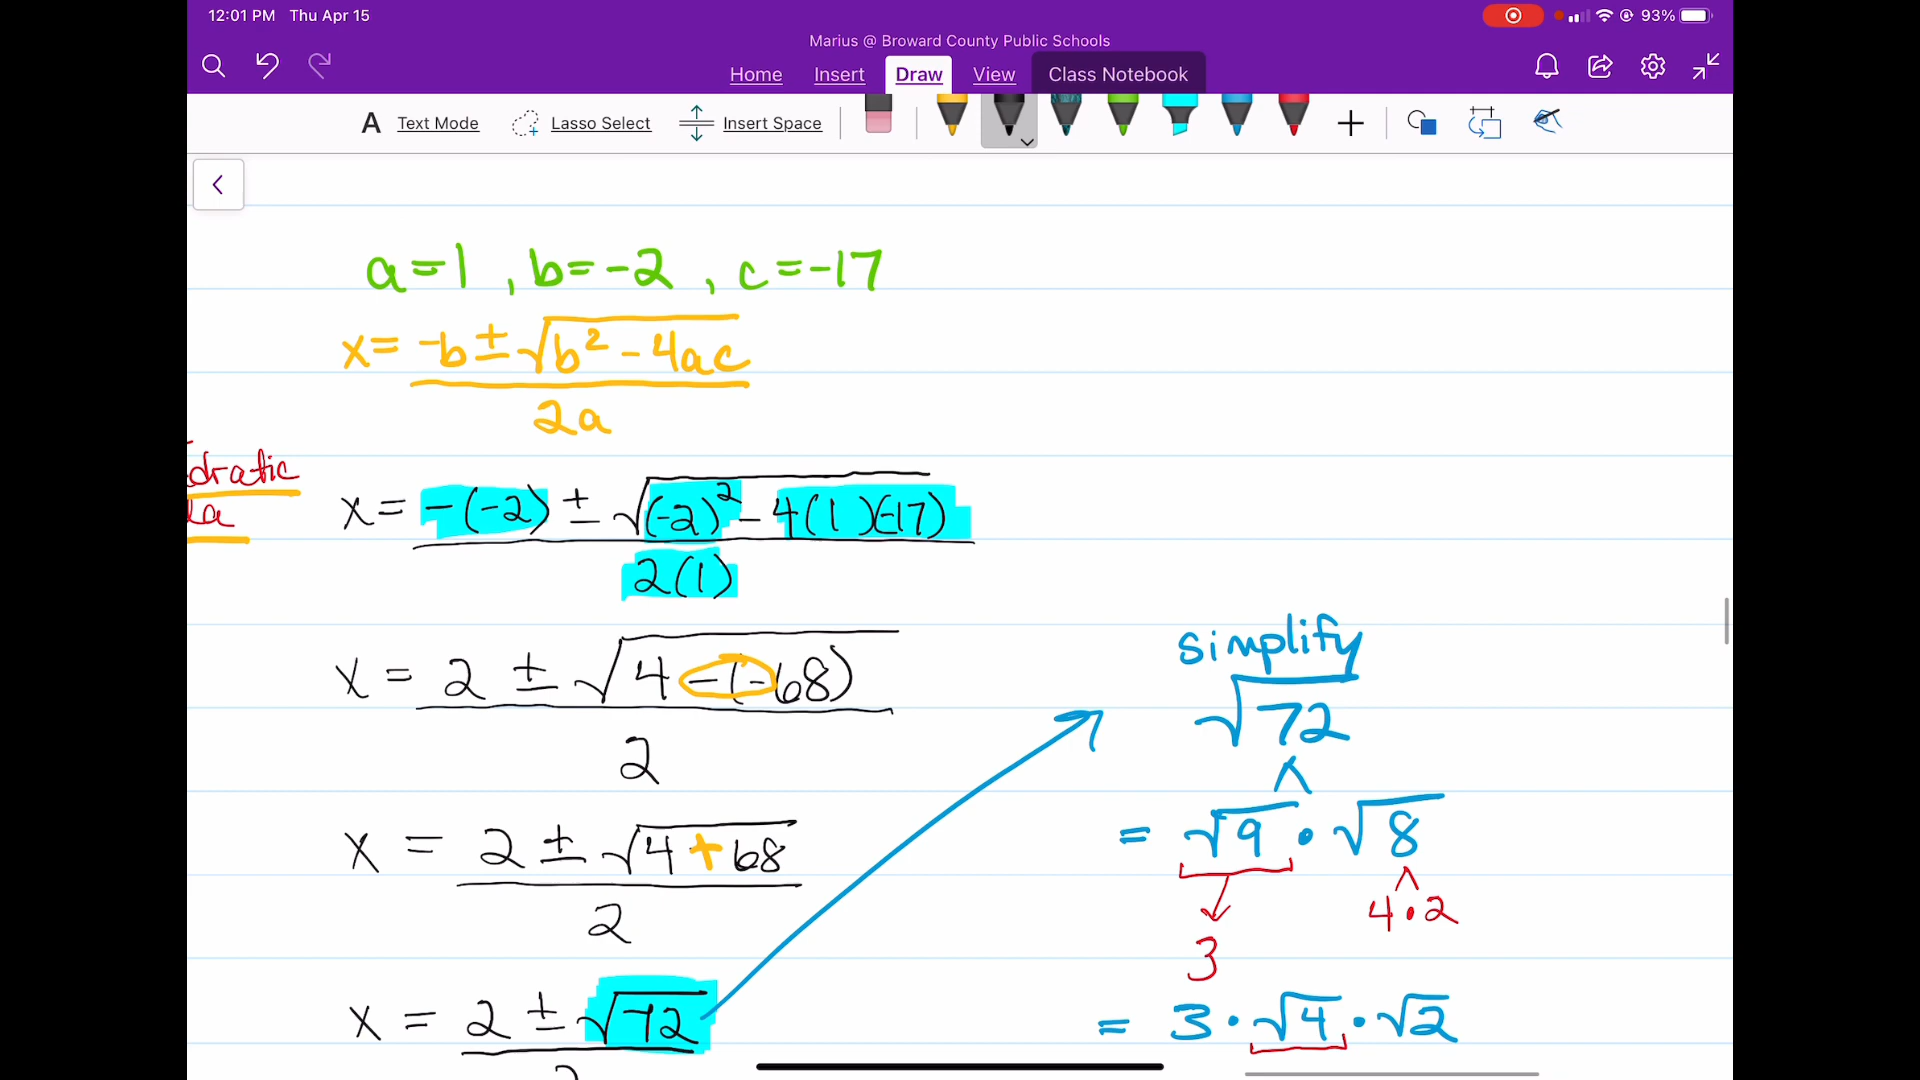 12:01 PM Thu Apr 15
93%
Marius @ Broward County Public Schools
Home Insert Draw View Class Notebook
A Text Mode Lasso Select Insert Space
a=1 , b=-2 , c=-17
x= -b ± √b² - 4ac
2a
dratic
la
x= -(-2) ± √(-2)² - 4(1)(-17)
2(1)
x = 2 ± √4 -(-68)
2
x = 2 ± √4 + 68
2
x = 2 ± √72
2
simplify
√72
= √9 • √8
4•2
3
= 3 • √4 • √2